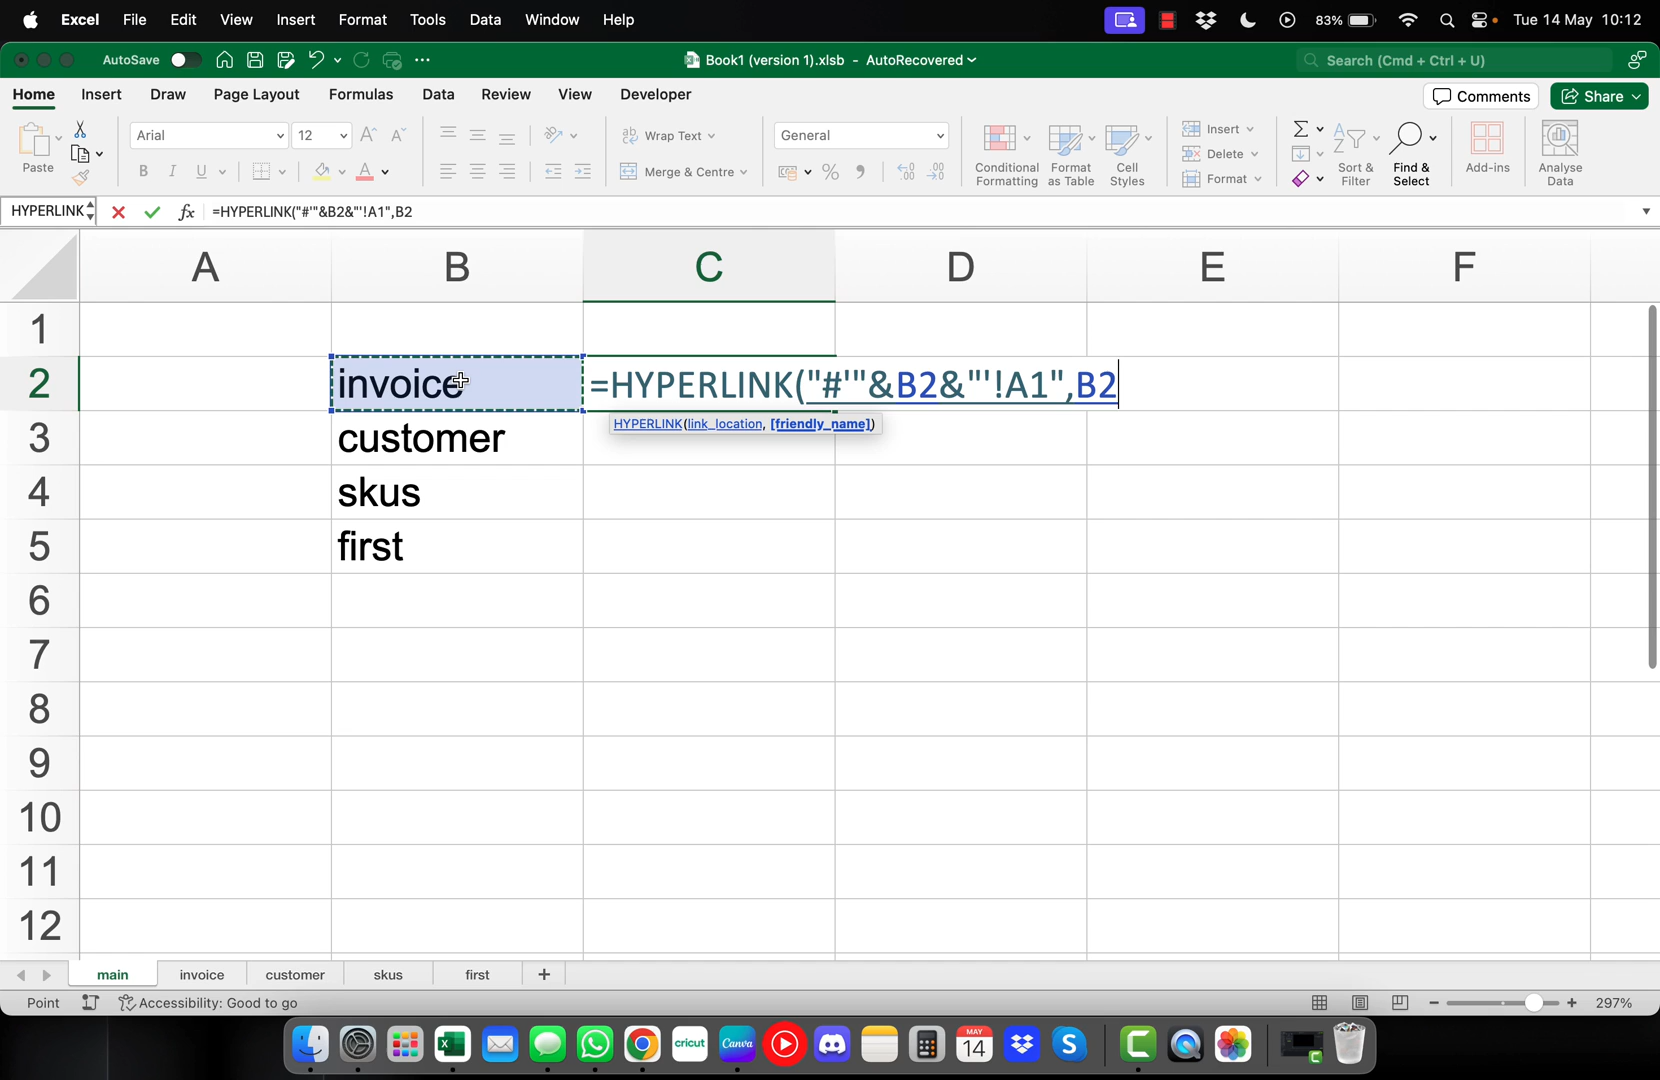 Excel File Edit View Insert Format Tools Data Window Help 83% Tue 14 May 10:12
AutoSave Book1 (version 1).xlsb - AutoRecovered Search (Cmd + Ctrl + U)
Home Insert Draw Page Layout Formulas Data Review View Developer Comments Share
Paste Arial 12 Wrap Text General Conditional Formatting Format as Table Cell Styles Insert Sort & Filter Find & Select Add-ins Analyse Data
B I U A Merge & Centre % Delete
Format
HYPERLINK fx =HYPERLINK("#'"&B2&"'!A1",B2
A B C D E F
1
2 invoice =HYPERLINK("#'"&B2&"'!A1",B2
HYPERLINK(link_location, [friendly_name])
3 customer
4 skus
5 first
6
7
8
9
10
11
12
main invoice customer skus first +
Point Accessibility: Good to go 297%
cricut Canva MAY 14